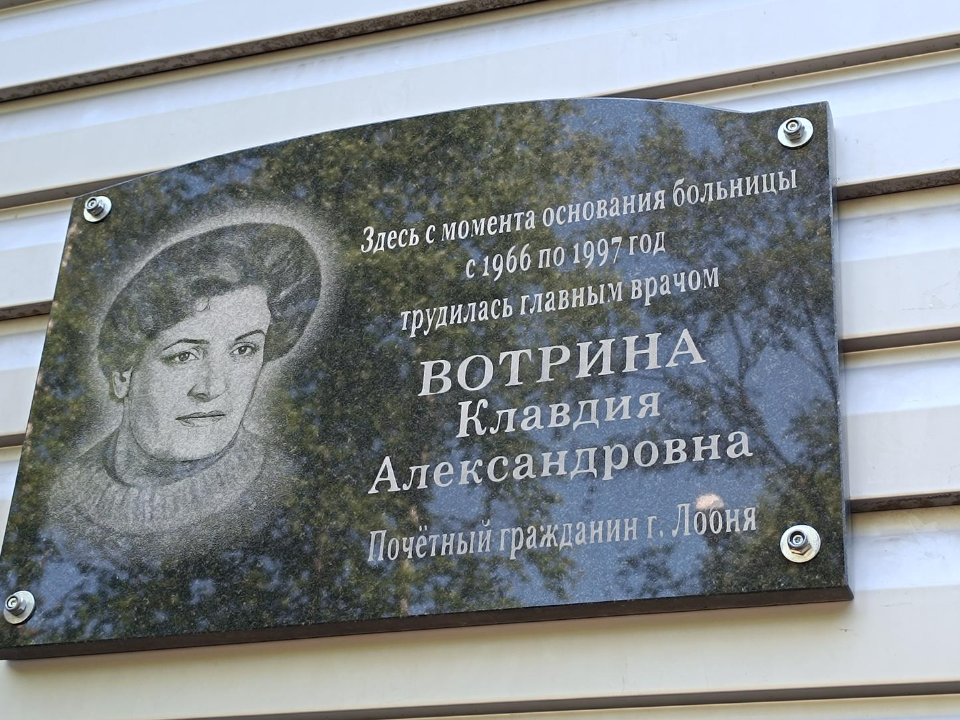 Здесь с момента основания больницы
с 1966 по 1997 год
трудилась главным врачом
ВОТРИНА
Клавдия
Александровна
Почётный гражданин г. Лобня